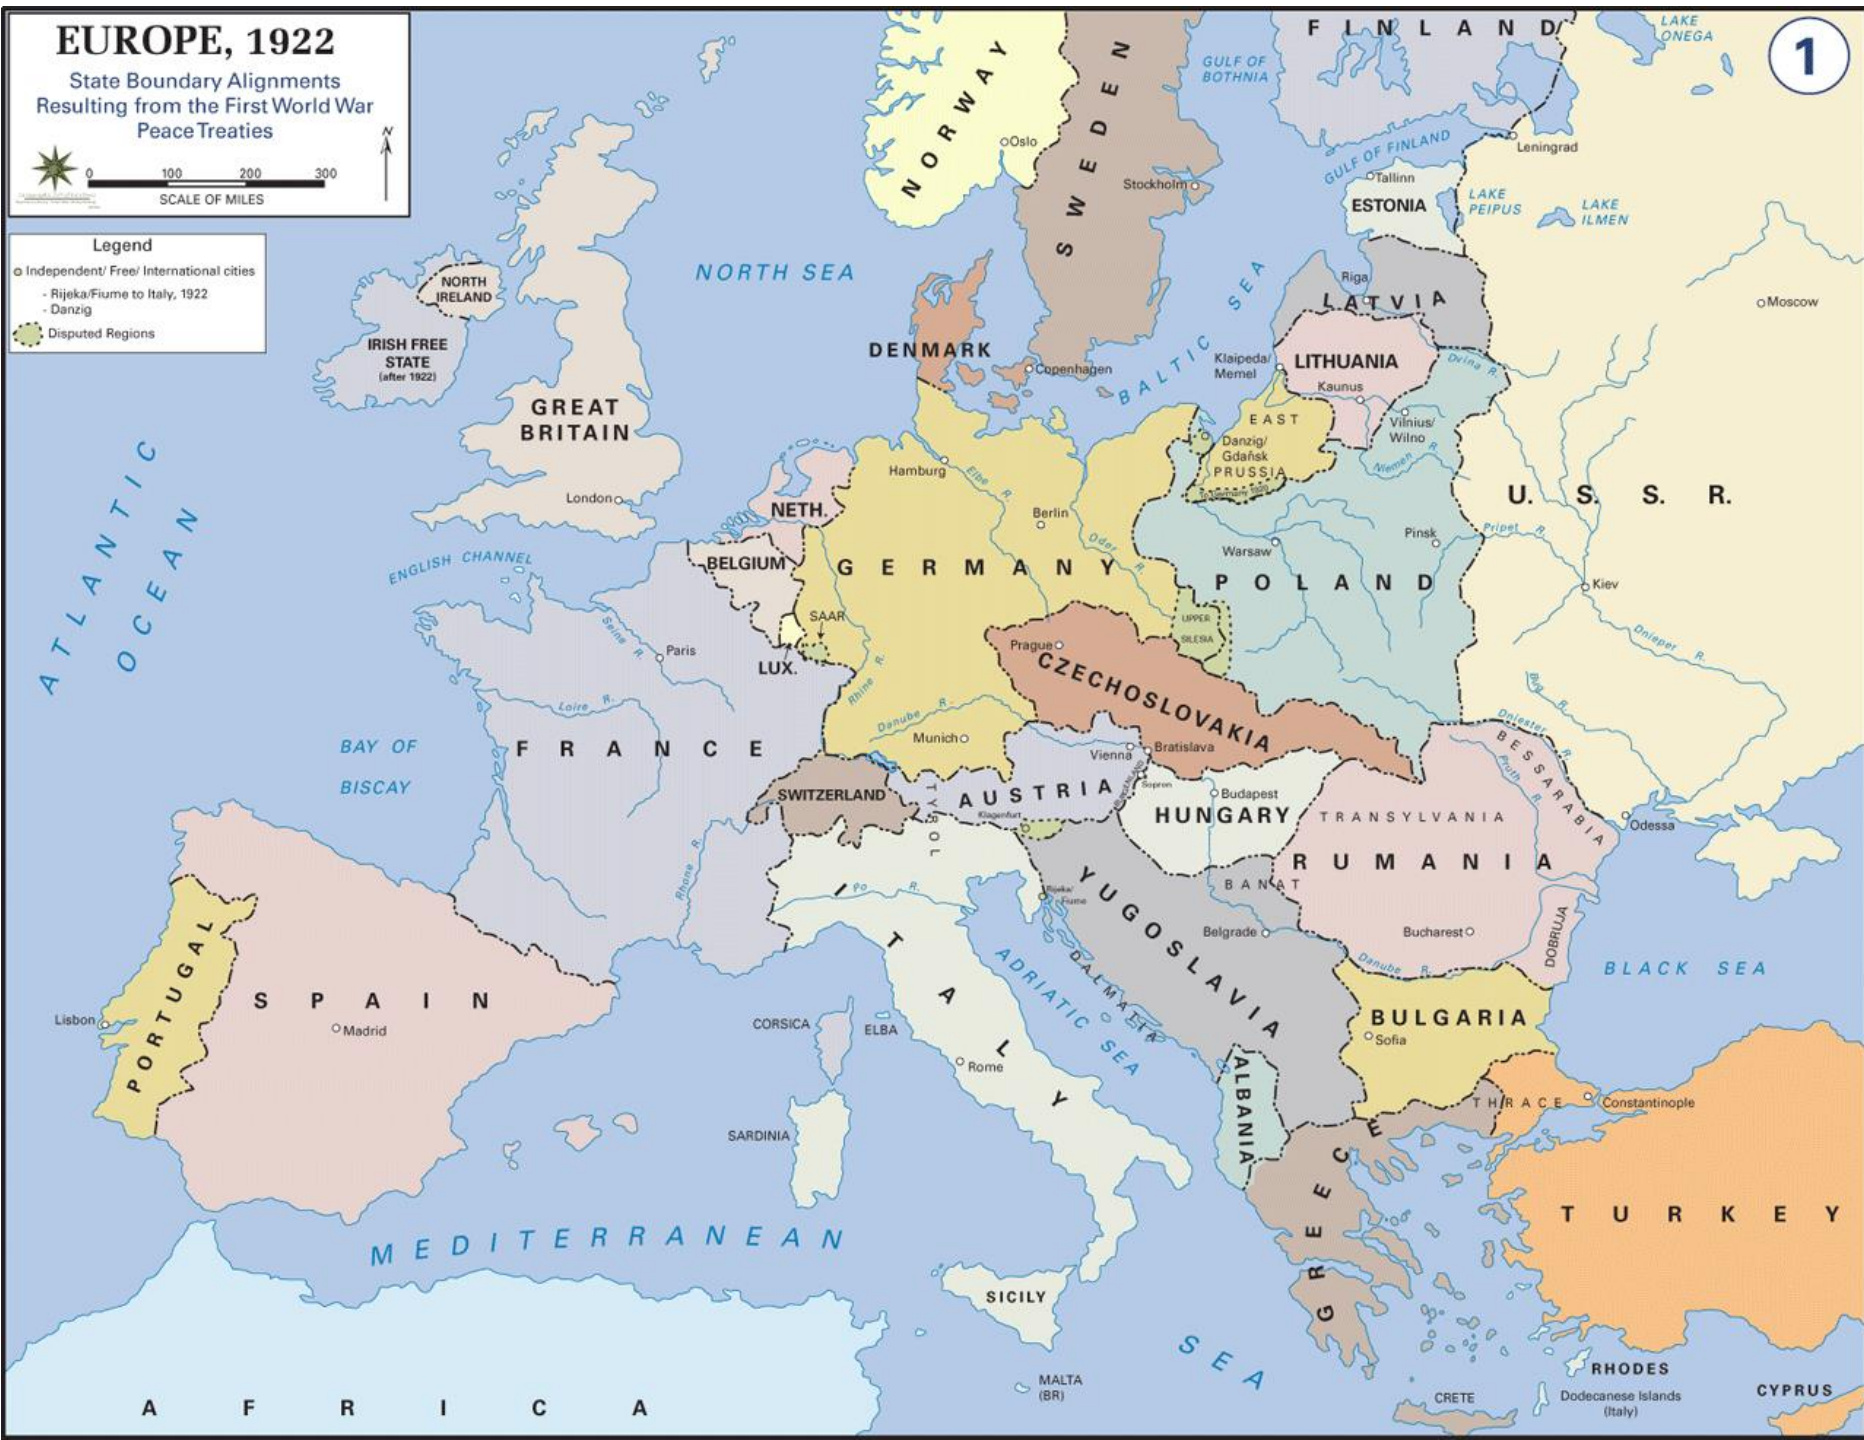 EUROPE, 1922
State Boundary Alignments
Resulting from the First World War
Peace Treaties
N
0 100 200 300
SCALE OF MILES
1
Legend
Independent/ Free/ International cities
- Rijeka/Fiume to Italy, 1922
- Danzig
Disputed Regions
FINLAND
LAKE
ONEGA
GULF OF
BOTHNIA
NORWAY
Oslo
SWEDEN
Stockholm
GULF OF FINLAND
Leningrad
Tallinn
ESTONIA
LAKE
PEIPUS
LAKE
ILMEN
NORTH SEA
BALTIC SEA
Riga
LATVIA
Moscow
NORTH
IRELAND
IRISH FREE
STATE
(after 1922)
DENMARK
Copenhagen
Klaipeda/
Memel
LITHUANIA
Kaunus
Dvina R.
Vilnius/
Wilno
Niemen R.
GREAT
BRITAIN
London
EAST
PRUSSIA
Danzig/
Gdańsk
To Germany 1920
Hamburg
Elbe R.
Berlin
Oder R.
NETH.
BELGIUM
GERMANY
Warsaw
Pinsk
POLAND
U. S. S. R.
Pripet R.
Kiev
Dnieper R.
ATLANTIC
OCEAN
ENGLISH CHANNEL
Seine R.
Paris
SAAR
LUX.
Rhine R.
UPPER
SILESIA
Prague
CZECHOSLOVAKIA
Loire R.
FRANCE
Danube R.
Munich
Vienna
Bratislava
BURGENLAND
Sopron
Bug R.
Dniester R.
BESSARABIA
Pruth R.
Odessa
BAY OF
BISCAY
SWITZERLAND
TYROL
AUSTRIA
Klagenfurt
Budapest
HUNGARY
TRANSYLVANIA
RUMANIA
BANAT
Rhone R.
Po R.
ITALY
Rijeka/
Fiume
YUGOSLAVIA
Belgrade
Bucharest
DOBRUJA
Danube R.
BLACK SEA
PORTUGAL
Lisbon
SPAIN
Madrid
CORSICA
ELBA
Rome
ADRIATIC SEA
DALMATIA
BULGARIA
Sofia
ALBANIA
THRACE
Constantinople
SARDINIA
GREECE
TURKEY
MEDITERRANEAN
SEA
SICILY
MALTA
(BR)
RHODES
Dodecanese Islands
(Italy)
CRETE
CYPRUS
AFRICA